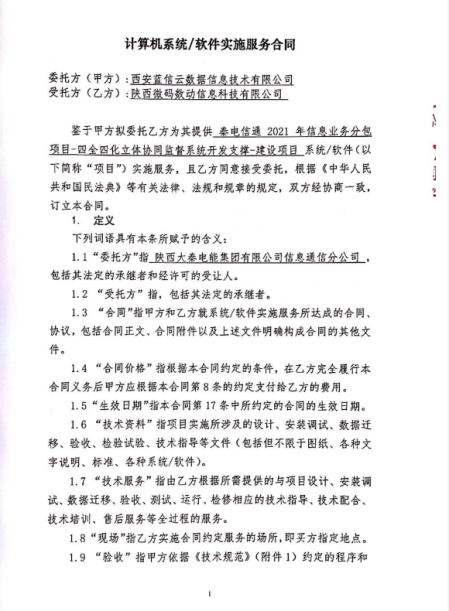 计算机系统/软件实施服务合同
委托方（甲方）：西安蓝信云数据信息技术有限公司
受托方（乙方）：陕西微码数动信息科技有限公司
鉴于甲方拟委托乙方为其提供 秦电信通 2021 年信息业务分包
项目-四全四化立体协同监督系统开发支撑-建设项目 系统/软件（以
下简称“项目”）实施服务，且乙方同意接受委托，根据《中华人民
共和国民法典》等有关法律、法规和规章的规定，双方经协商一致，
订立本合同。
1. 定义
下列词语具有本条所赋予的含义：
1.1“委托方”指 陕西大秦电能集团有限公司信息通信分公司，
包括其法定的承继者和经许可的受让人。
1.2 “受托方”指，包括其法定的承继者。
1.3 “合同”指甲方和乙方就系统/软件实施服务所达成的合同、
协议，包括合同正文、合同附件以及上述文件明确构成合同的其他文
件。
1.4 “合同价格”指根据本合同约定的条件，在乙方完全履行本
合同义务后甲方应根据本合同第 8 条的约定支付给乙方的费用。
1.5“生效日期”指本合同第 17 条中所约定的合同的生效日期。
1.6 “技术资料”指项目实施所涉及的设计、安装调试、数据迁
移、验收、检验试验、技术指导等文件（包括但不限于图纸、各种文
字说明、标准、各种系统/软件）。
1.7 “技术服务”指由乙方根据所需提供的与项目设计、安装调
试、数据迁移、验收、测试、运行、检修相应的技术指导、技术配合、
技术培训、售后服务等全过程的服务。
1.8“现场”指乙方实施合同约定服务的场所，即买方指定地点。
1.9 “验收”指甲方依据《技术规范》（附件 1）约定的程序和
1